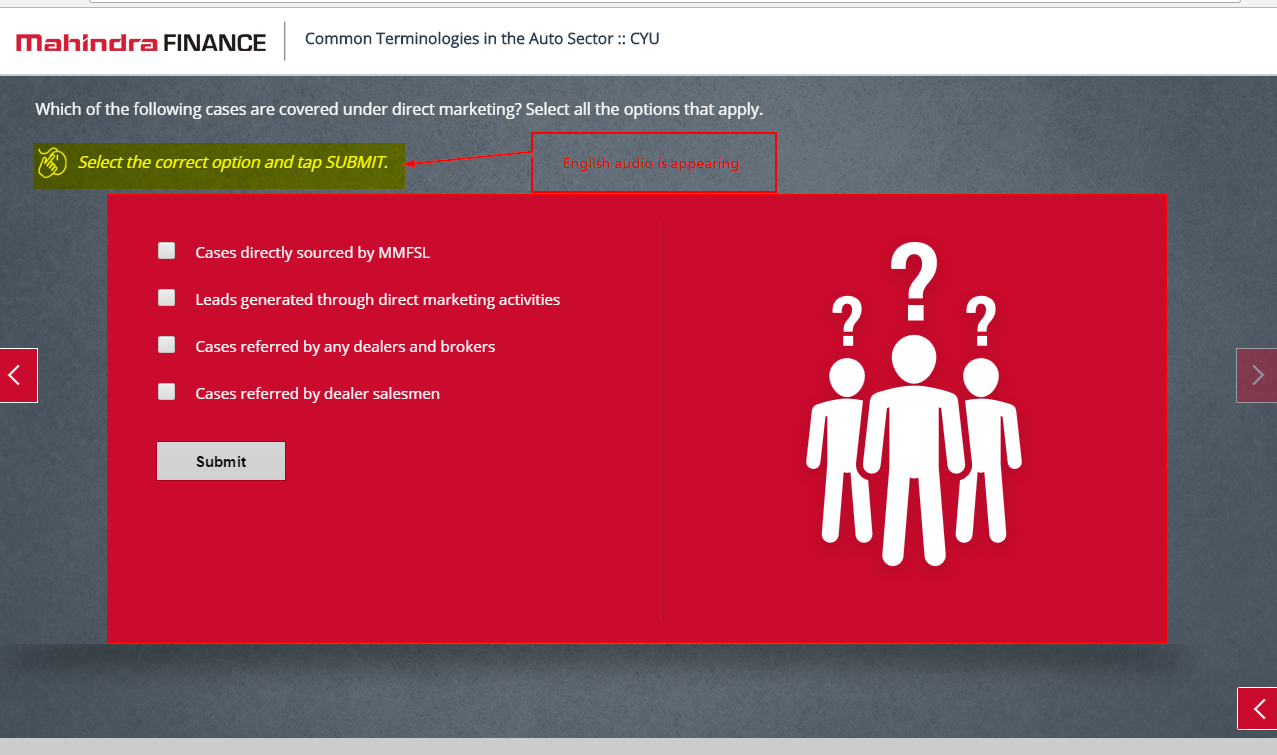 Mahindra FINANCE
Common Terminologies in the Auto Sector :: CYU
Which of the following cases are covered under direct marketing? Select all the options that apply.
Select the correct option and tap SUBMIT.
English audio is appearing.
Cases directly sourced by MMFSL
Leads generated through direct marketing activities
Cases referred by any dealers and brokers
Cases referred by dealer salesmen
Submit
? ? ?